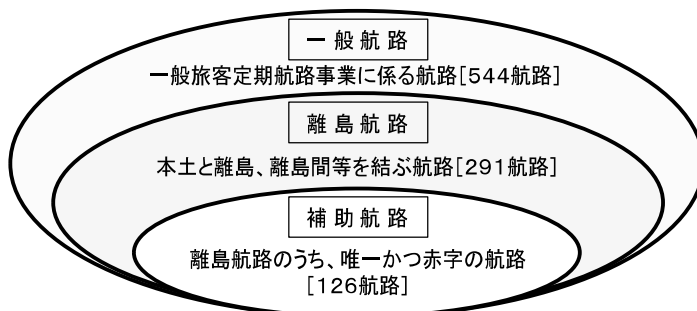 一般航路
一般旅客定期航路事業に係る航路[544航路]
離島航路
本土と離島、離島間等を結ぶ航路[291航路]
補助航路
離島航路のうち、唯一かつ赤字の航路
[126航路]